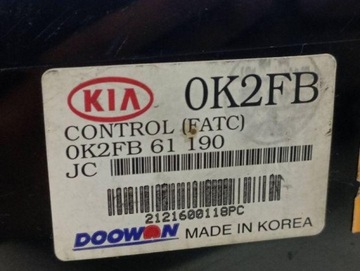 KIA 0K2FB
CONTROL (FATC)
0K2FB 61 190
JC
2121600118PC
DOOWON MADE IN KOREA